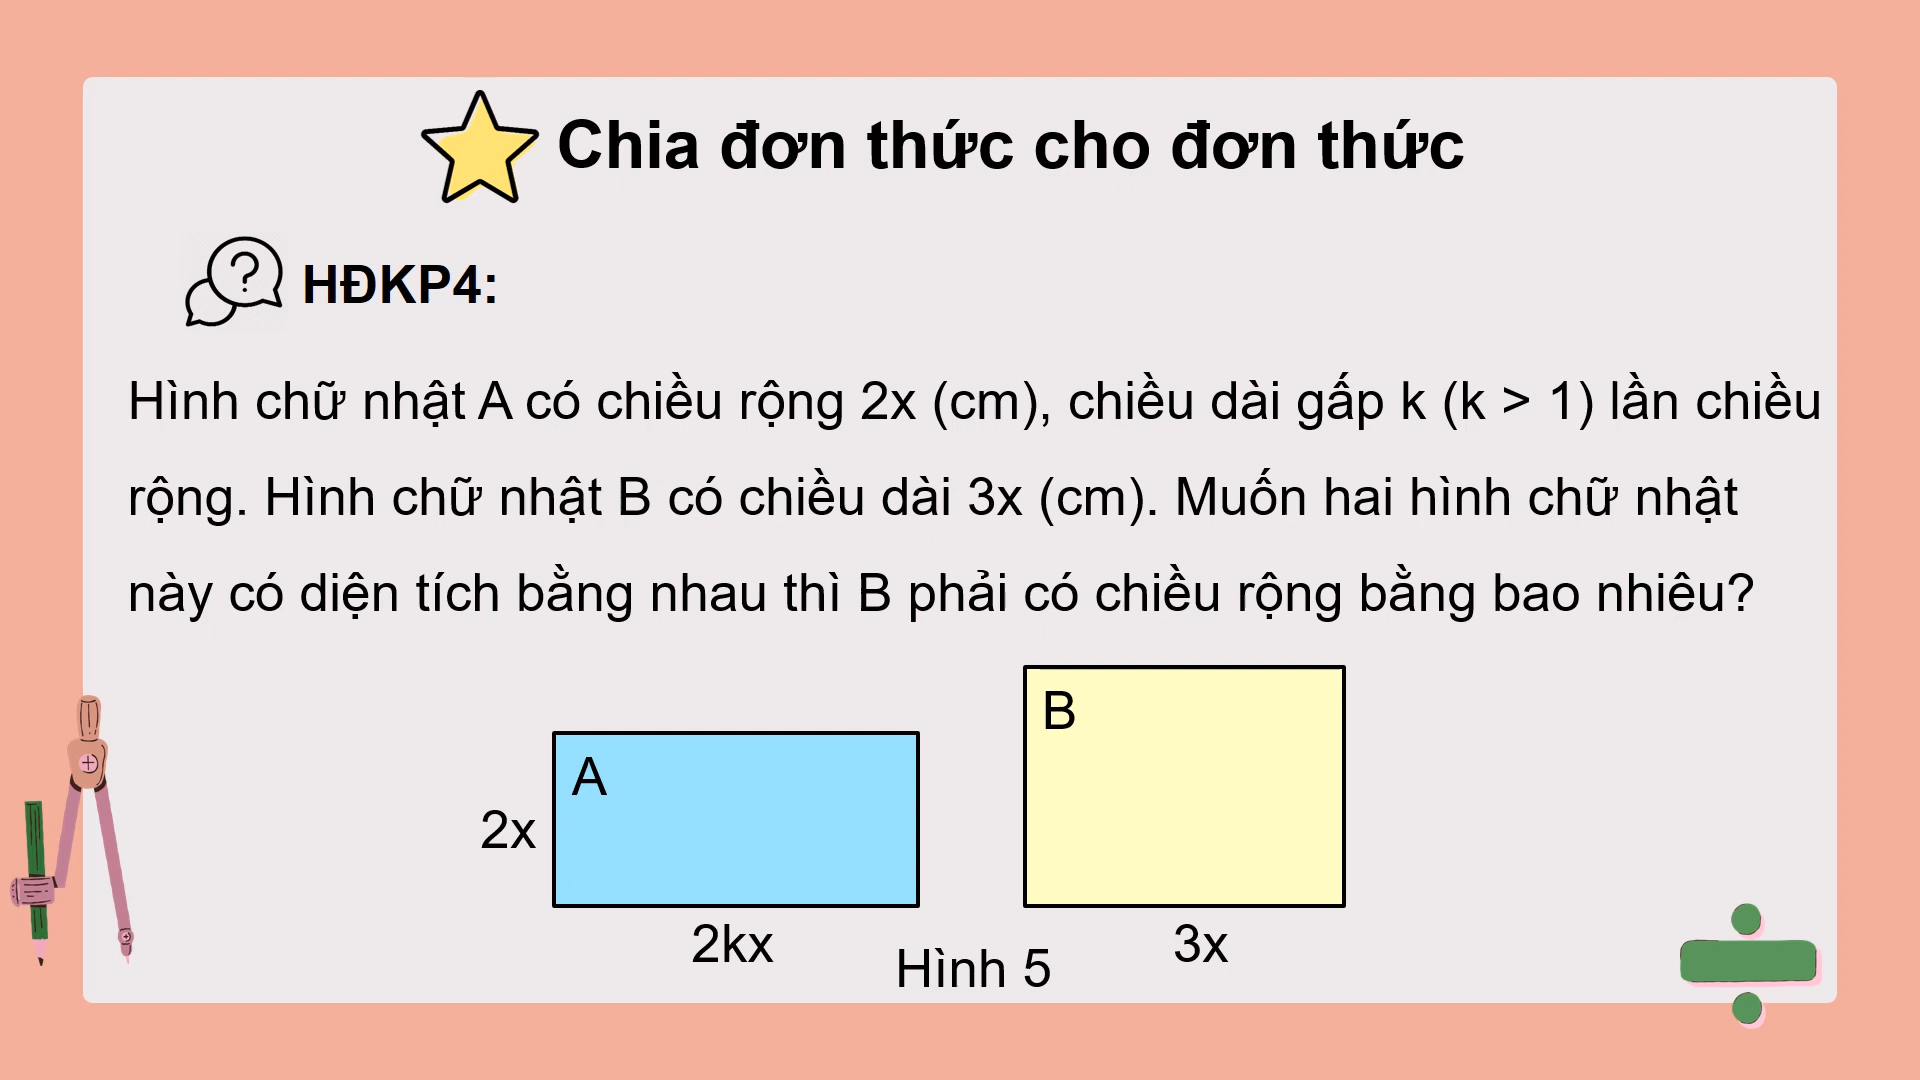 Chia đơn thức cho đơn thức
?
HĐKP4:
Hình chữ nhật A có chiều rộng 2x (cm), chiều dài gấp k (k > 1) lần chiều
rộng. Hình chữ nhật B có chiều dài 3x (cm). Muốn hai hình chữ nhật
này có diện tích bằng nhau thì B phải có chiều rộng bằng bao nhiêu?
A
B
2x
2kx
3x
Hình 5